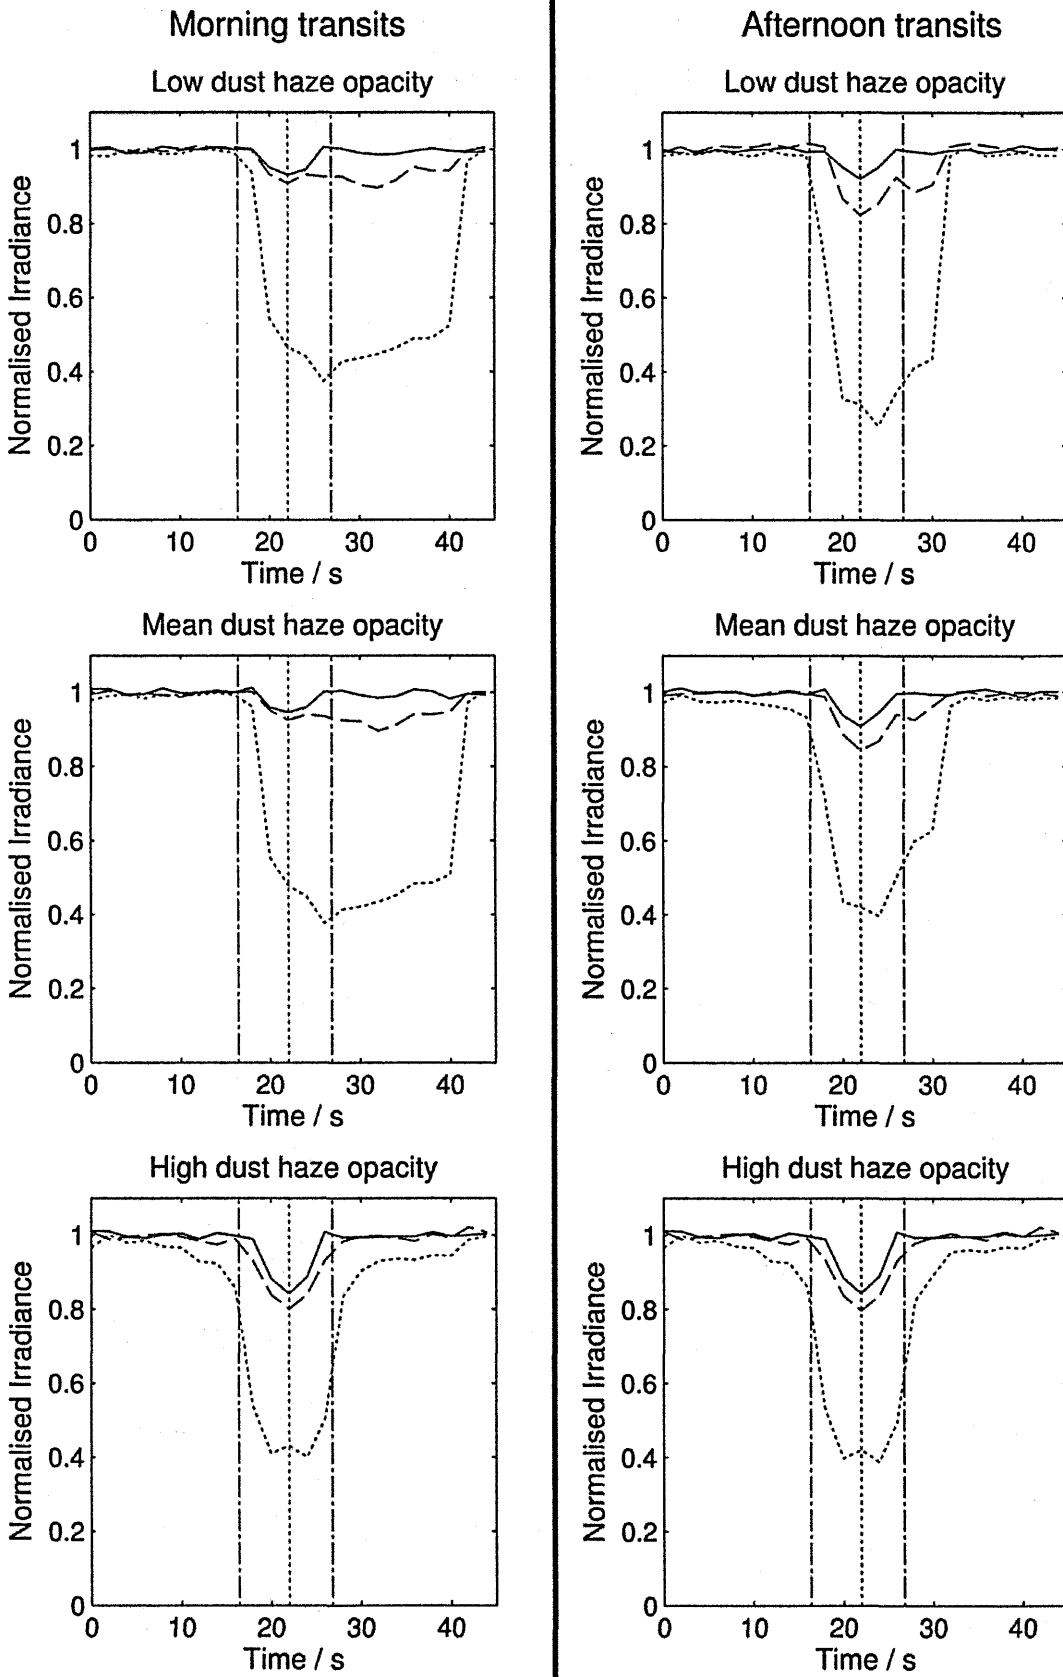 Morning transits
Low dust haze opacity
Normalised Irradiance
1
0.8
0.6
0.4
0.2
0
0 10 20 30 40
Time / s
Mean dust haze opacity
Normalised Irradiance
1
0.8
0.6
0.4
0.2
0
0 10 20 30 40
Time / s
High dust haze opacity
Normalised Irradiance
1
0.8
0.6
0.4
0.2
0
0 10 20 30 40
Time / s
Afternoon transits
Low dust haze opacity
Normalised Irradiance
1
0.8
0.6
0.4
0.2
0
0 10 20 30 40
Time / s
Mean dust haze opacity
Normalised Irradiance
1
0.8
0.6
0.4
0.2
0
0 10 20 30 40
Time / s
High dust haze opacity
Normalised Irradiance
1
0.8
0.6
0.4
0.2
0
0 10 20 30 40
Time / s